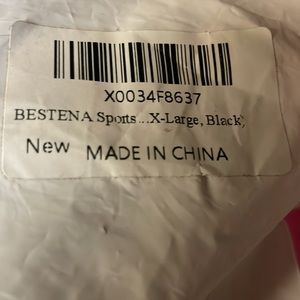 X0034F8637
BESTENA Sports...X-Large, Black)
New MADE IN CHINA